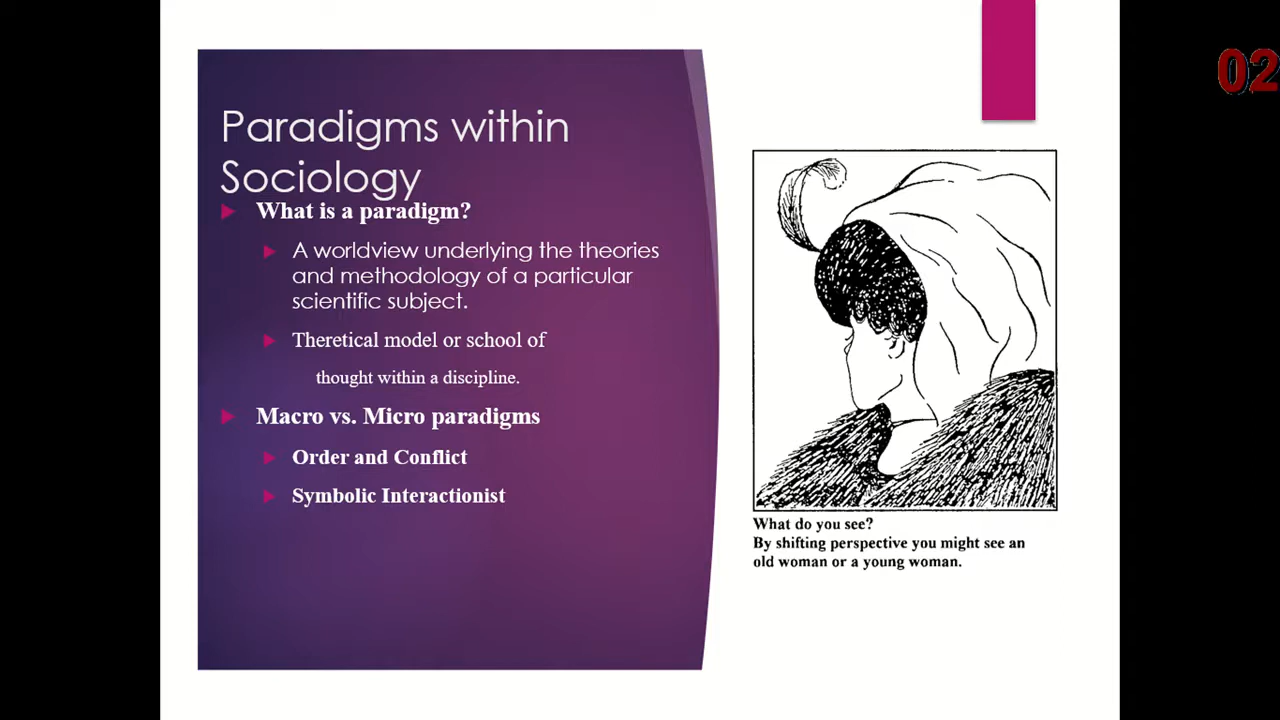 Paradigms within
Sociology
What is a paradigm?
A worldview underlying the theories
and methodology of a particular
scientific subject.
Theretical model or school of
thought within a discipline.
Macro vs. Micro paradigms
Order and Conflict
Symbolic Interactionist
02
What do you see?
By shifting perspective you might see an
old woman or a young woman.